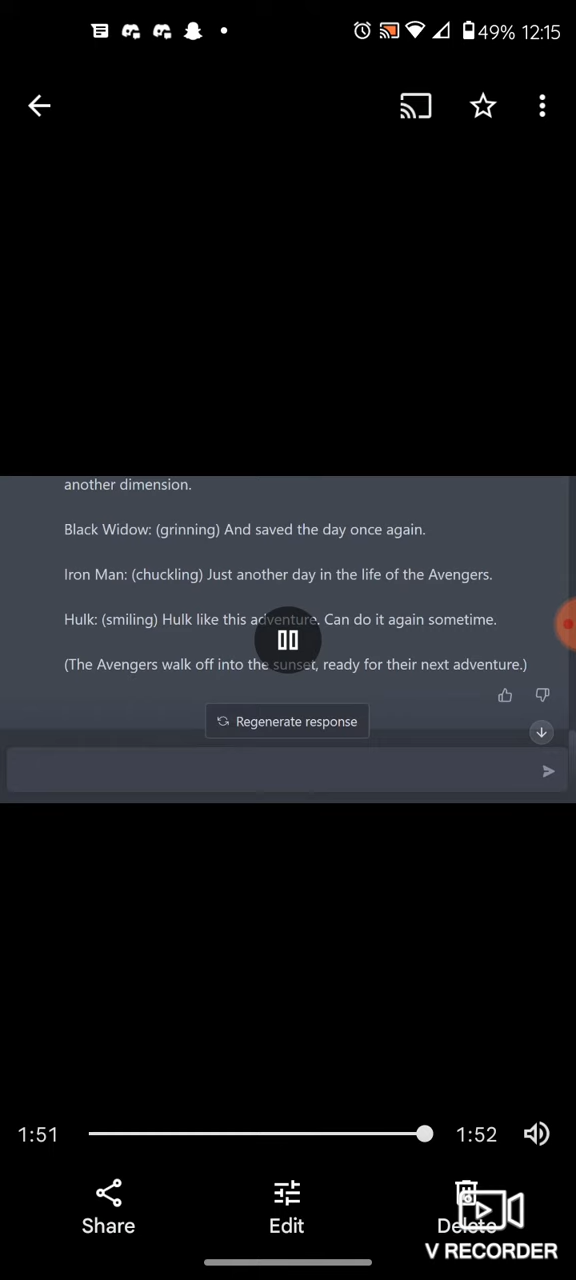 49% 12:15
another dimension.
Black Widow: (grinning) And saved the day once again.
Iron Man: (chuckling) Just another day in the life of the Avengers.
Hulk: (smiling) Hulk like this adventure. Can do it again sometime.
(The Avengers walk off into the sunset, ready for their next adventure.)
Regenerate response
1:51 1:52
Share Edit Delete
V RECORDER